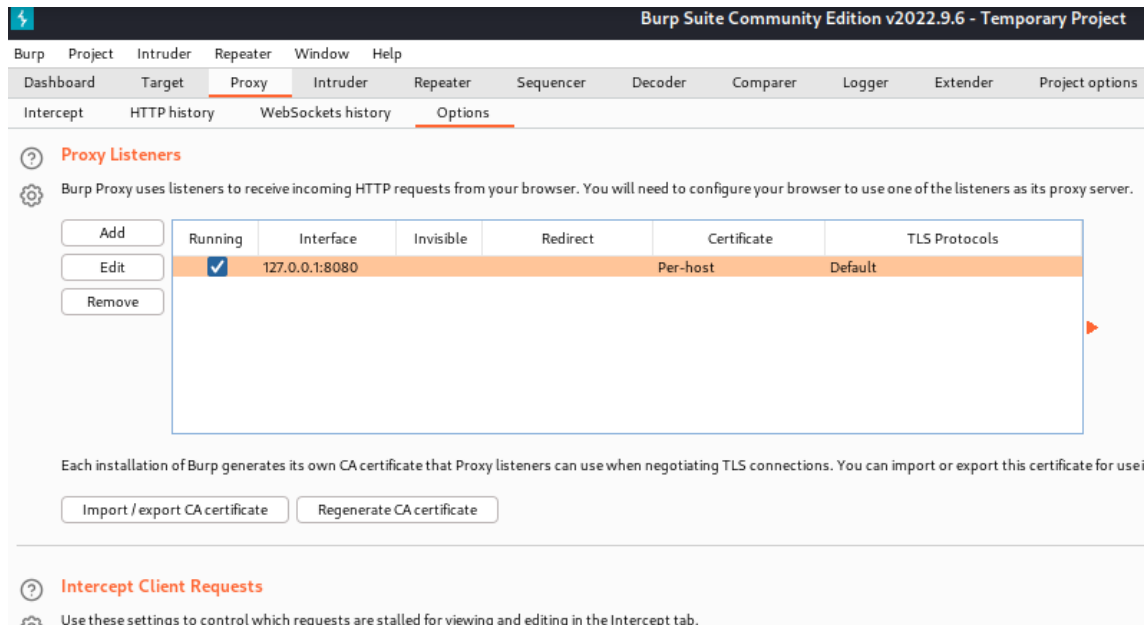 Burp Suite Community Edition v2022.9.6 - Temporary Project
Burp Project Intruder Repeater Window Help
Dashboard Target Proxy Intruder Repeater Sequencer Decoder Comparer Logger Extender Project options
Intercept HTTP history WebSockets history Options
? Proxy Listeners
Burp Proxy uses listeners to receive incoming HTTP requests from your browser. You will need to configure your browser to use one of the listeners as its proxy server.
Add Running Interface Invisible Redirect Certificate TLS Protocols
Edit 127.0.0.1:8080 Per-host Default
Remove
Each installation of Burp generates its own CA certificate that Proxy listeners can use when negotiating TLS connections. You can import or export this certificate for use i
Import / export CA certificate Regenerate CA certificate
? Intercept Client Requests
Use these settings to control which requests are stalled for viewing and editing in the Intercept tab.